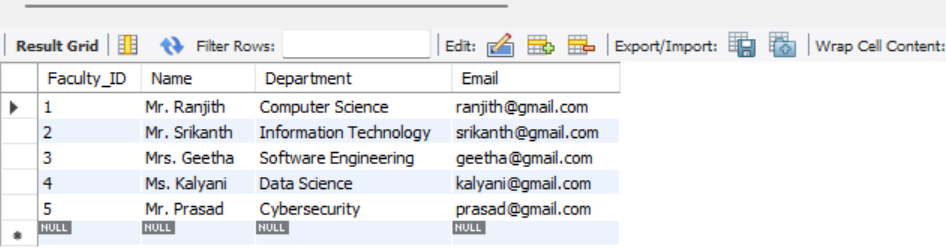 Result Grid Filter Rows: Edit: Export/Import: Wrap Cell Content:
Faculty_ID Name Department Email
1 Mr. Ranjith Computer Science ranjith@gmail.com
2 Mr. Srikanth Information Technology srikanth@gmail.com
3 Mrs. Geetha Software Engineering geetha@gmail.com
4 Ms. Kalyani Data Science kalyani@gmail.com
5 Mr. Prasad Cybersecurity prasad@gmail.com
NULL NULL NULL NULL